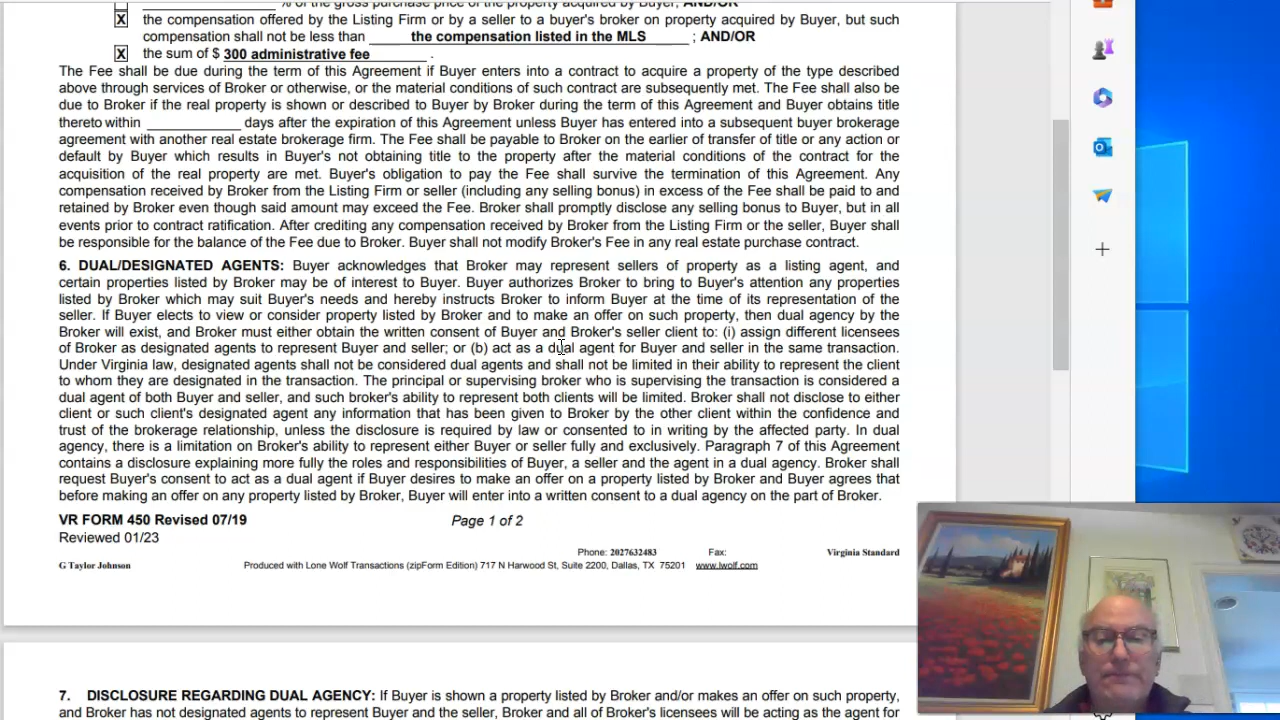 % of the gross purchase price of the property acquired by Buyer; AND/OR
X the compensation offered by the Listing Firm or by a seller to a buyer's broker on property acquired by Buyer, but such
compensation shall not be less than the compensation listed in the MLS ; AND/OR
X the sum of $ 300 administrative fee .
The Fee shall be due during the term of this Agreement if Buyer enters into a contract to acquire a property of the type described
above through services of Broker or otherwise, or the material conditions of such contract are subsequently met. The Fee shall also be
due to Broker if the real property is shown or described to Buyer by Broker during the term of this Agreement and Buyer obtains title
thereto within ____________ days after the expiration of this Agreement unless Buyer has entered into a subsequent buyer brokerage
agreement with another real estate brokerage firm. The Fee shall be payable to Broker on the earlier of transfer of title or any action or
default by Buyer which results in Buyer's not obtaining title to the property after the material conditions of the contract for the
acquisition of the real property are met. Buyer's obligation to pay the Fee shall survive the termination of this Agreement. Any
compensation received by Broker from the Listing Firm or seller (including any selling bonus) in excess of the Fee shall be paid to and
retained by Broker even though said amount may exceed the Fee. Broker shall promptly disclose any selling bonus to Buyer, but in all
events prior to contract ratification. After crediting any compensation received by Broker from the Listing Firm or the seller, Buyer shall
be responsible for the balance of the Fee due to Broker. Buyer shall not modify Broker's Fee in any real estate purchase contract.
6. DUAL/DESIGNATED AGENTS: Buyer acknowledges that Broker may represent sellers of property as a listing agent, and
certain properties listed by Broker may be of interest to Buyer. Buyer authorizes Broker to bring to Buyer's attention any properties
listed by Broker which may suit Buyer's needs and hereby instructs Broker to inform Buyer at the time of its representation of the
seller. If Buyer elects to view or consider property listed by Broker and to make an offer on such property, then dual agency by the
Broker will exist, and Broker must either obtain the written consent of Buyer and Broker's seller client to: (i) assign different licensees
of Broker as designated agents to represent Buyer and seller; or (b) act as a dual agent for Buyer and seller in the same transaction.
Under Virginia law, designated agents shall not be considered dual agents and shall not be limited in their ability to represent the client
to whom they are designated in the transaction. The principal or supervising broker who is supervising the transaction is considered a
dual agent of both Buyer and seller, and such broker's ability to represent both clients will be limited. Broker shall not disclose to either
client or such client's designated agent any information that has been given to Broker by the other client within the confidence and
trust of the brokerage relationship, unless the disclosure is required by law or consented to in writing by the affected party. In dual
agency, there is a limitation on Broker's ability to represent either Buyer or seller fully and exclusively. Paragraph 7 of this Agreement
contains a disclosure explaining more fully the roles and responsibilities of Buyer, a seller and the agent in a dual agency. Broker shall
request Buyer's consent to act as a dual agent if Buyer desires to make an offer on a property listed by Broker and Buyer agrees that
before making an offer on any property listed by Broker, Buyer will enter into a written consent to a dual agency on the part of Broker.
VR FORM 450 Revised 07/19 Page 1 of 2
Reviewed 01/23
Phone: 2027632483 Fax: Virginia Standard
G Taylor Johnson Produced with Lone Wolf Transactions (zipForm Edition) 717 N Harwood St, Suite 2200, Dallas, TX 75201 www.lwolf.com
7. DISCLOSURE REGARDING DUAL AGENCY: If Buyer is shown a property listed by Broker and/or makes an offer on such property,
and Broker has not designated agents to represent Buyer and the seller, Broker and all of Broker's licensees will be acting as the agent for